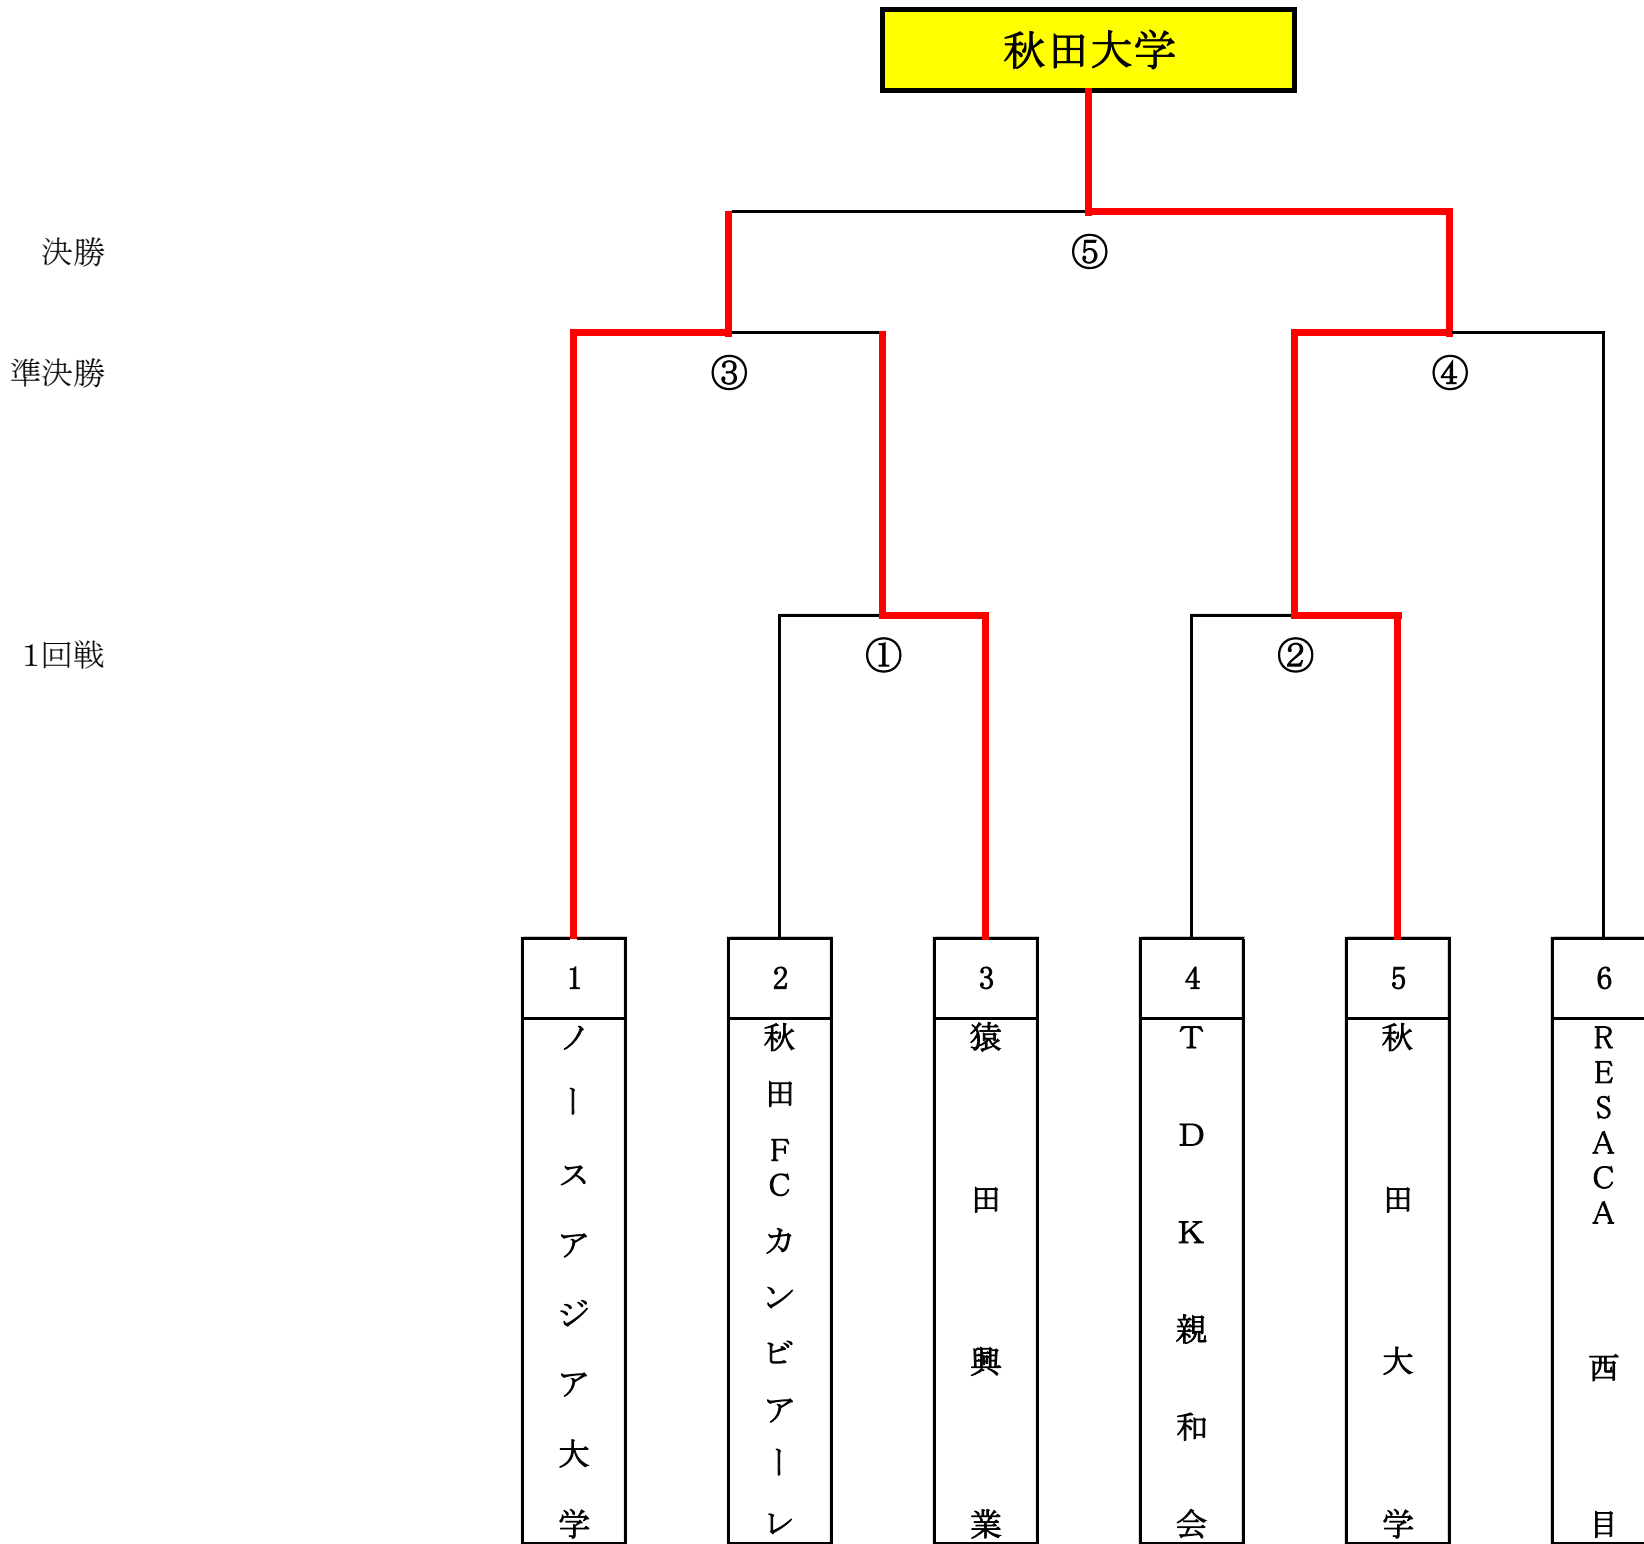 秋田大学
決勝
⑤
準決勝
③
④
1回戦
①
②
1
2
3
4
5
6
ノースアジア大学
秋田FCカンビアーレ
猿田興業
TDK親和会
秋田大学
RESACA西目